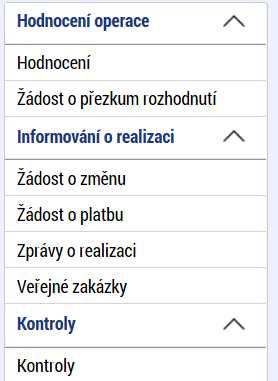 Hodnocení operace
Hodnocení
Žádost o přezkum rozhodnutí
Informování o realizaci
Žádost o změnu
Žádost o platbu
Zprávy o realizaci
Veřejné zakázky
Kontroly
Kontroly